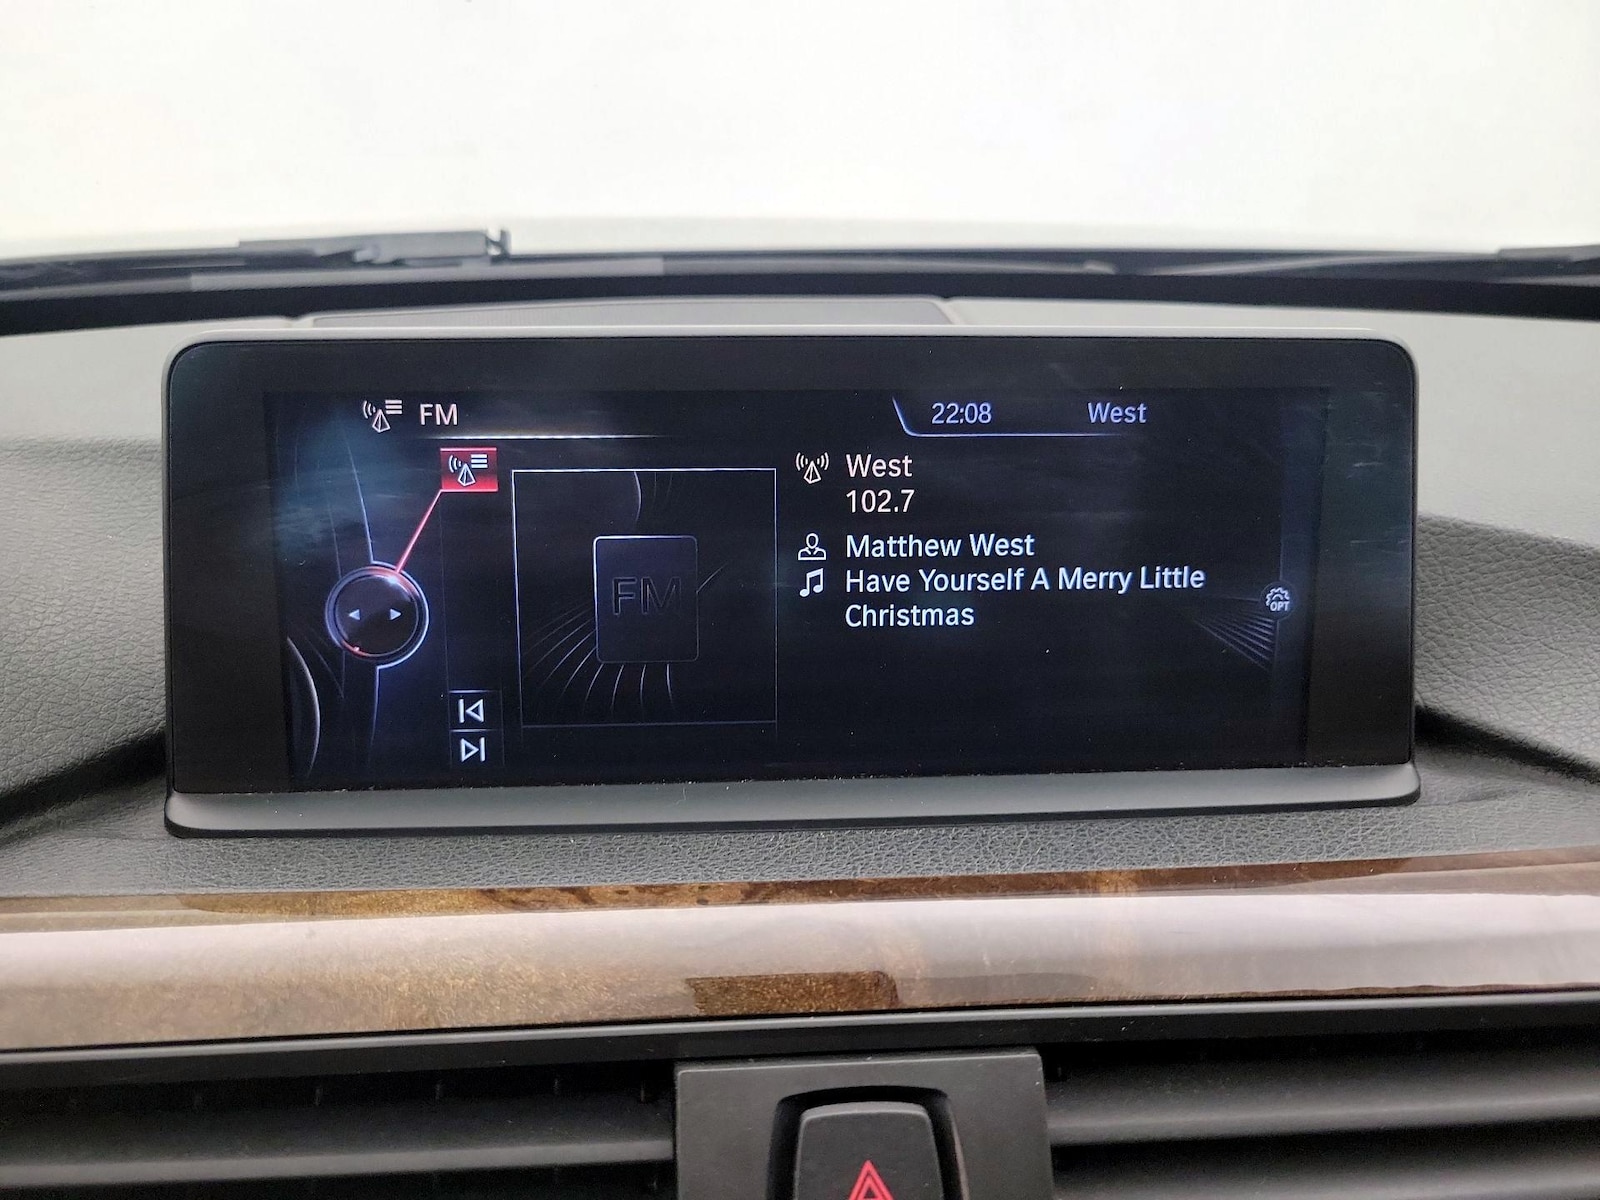 FM
22:08 West
West
102.7
Matthew West
Have Yourself A Merry Little
Christmas
FM
OPT